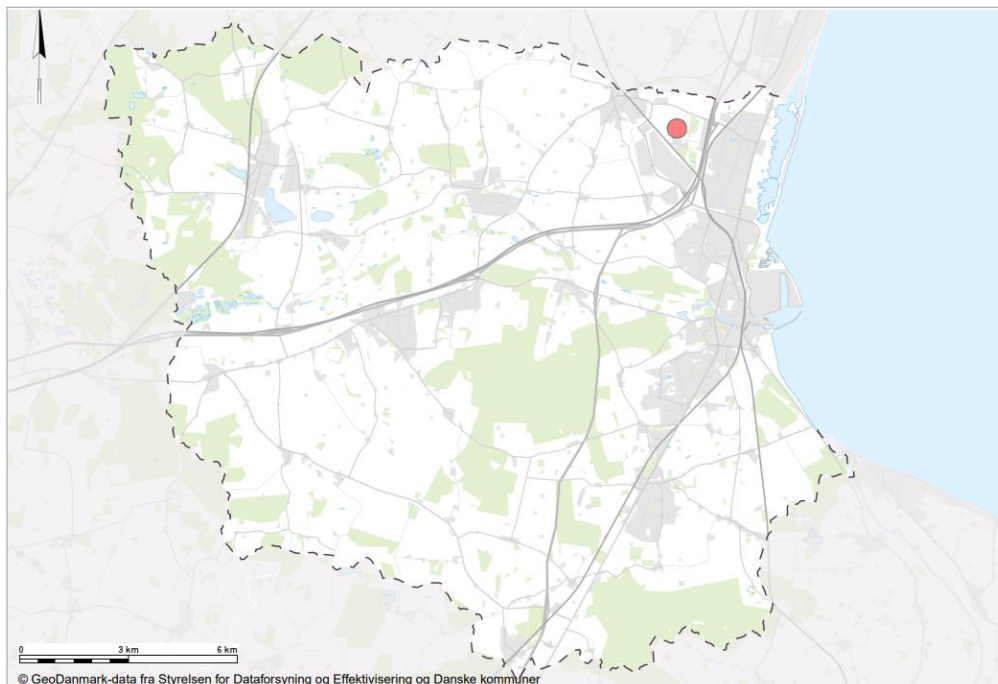 0 3 km 6 km
© GeoDanmark-data fra Styrelsen for Dataforsyning og Effektivisering og Danske kommuner